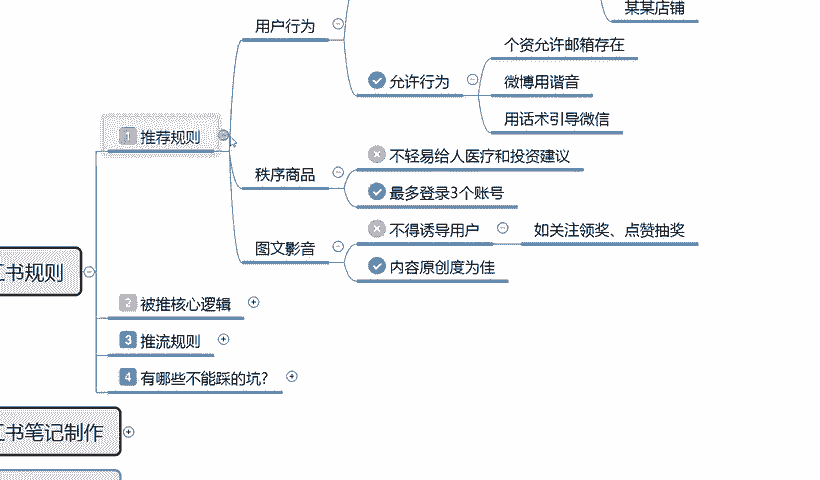 某某店铺
用户行为
个资允许邮箱存在
允许行为
微博用谐音
用话术引导微信
1 推荐规则
不轻易给人医疗和投资建议
秩序商品
最多登录3个账号
不得诱导用户
如关注领奖、点赞抽奖
图文影音
内容原创度为佳
书规则
2 被推核心逻辑
3 推流规则
4 有哪些不能踩的坑?
书笔记制作